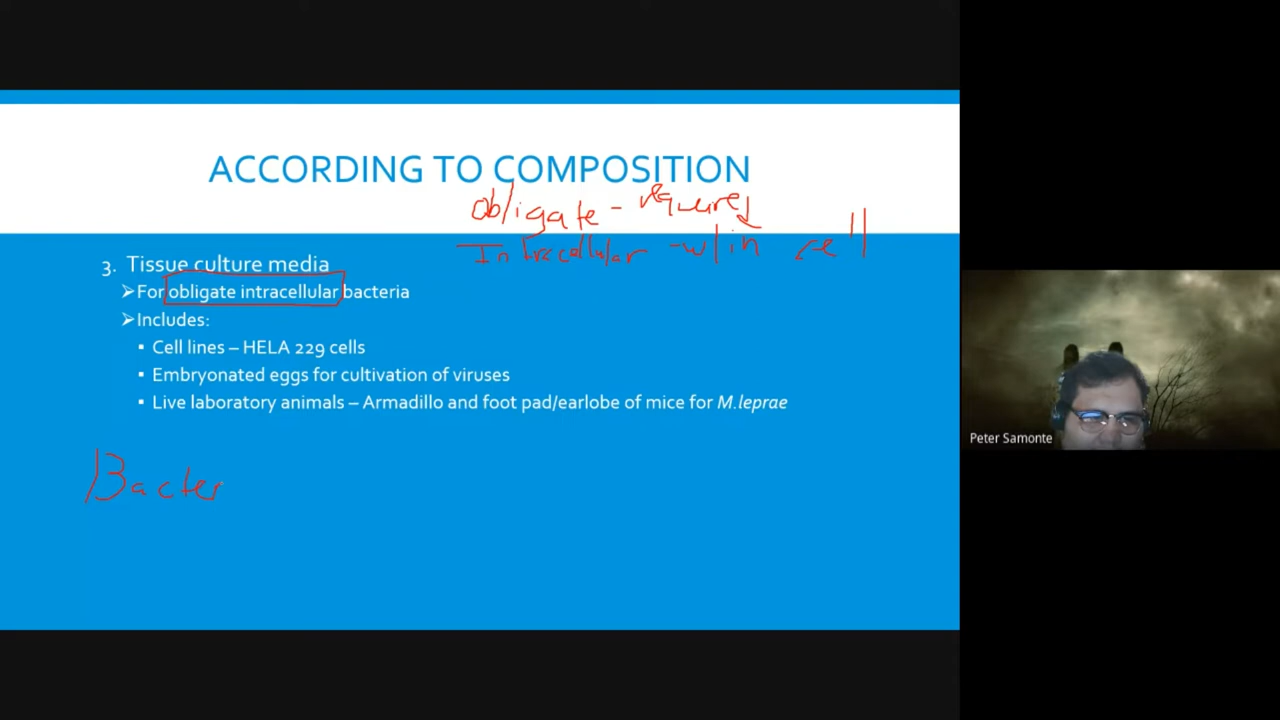 ACCORDING TO COMPOSITION
Obligate - required
Intracellular - w/in cell
3. Tissue culture media
➢For obligate intracellular bacteria
➢Includes:
▪ Cell lines – HELA 229 cells
▪ Embryonated eggs for cultivation of viruses
▪ Live laboratory animals – Armadillo and foot pad/earlobe of mice for M.leprae
Bacter
Peter Samonte